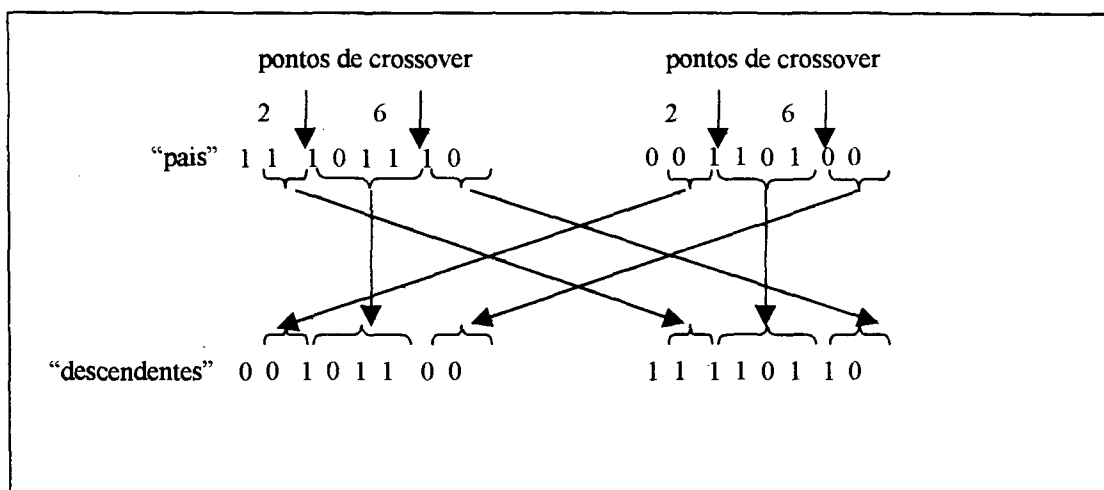 pontos de crossover pontos de crossover
2 6 2 6
“pais” 1 1 1 0 1 1 1 0 0 0 1 1 0 1 0 0
“descendentes” 0 0 1 0 1 1 0 0 1 1 1 1 0 1 1 0